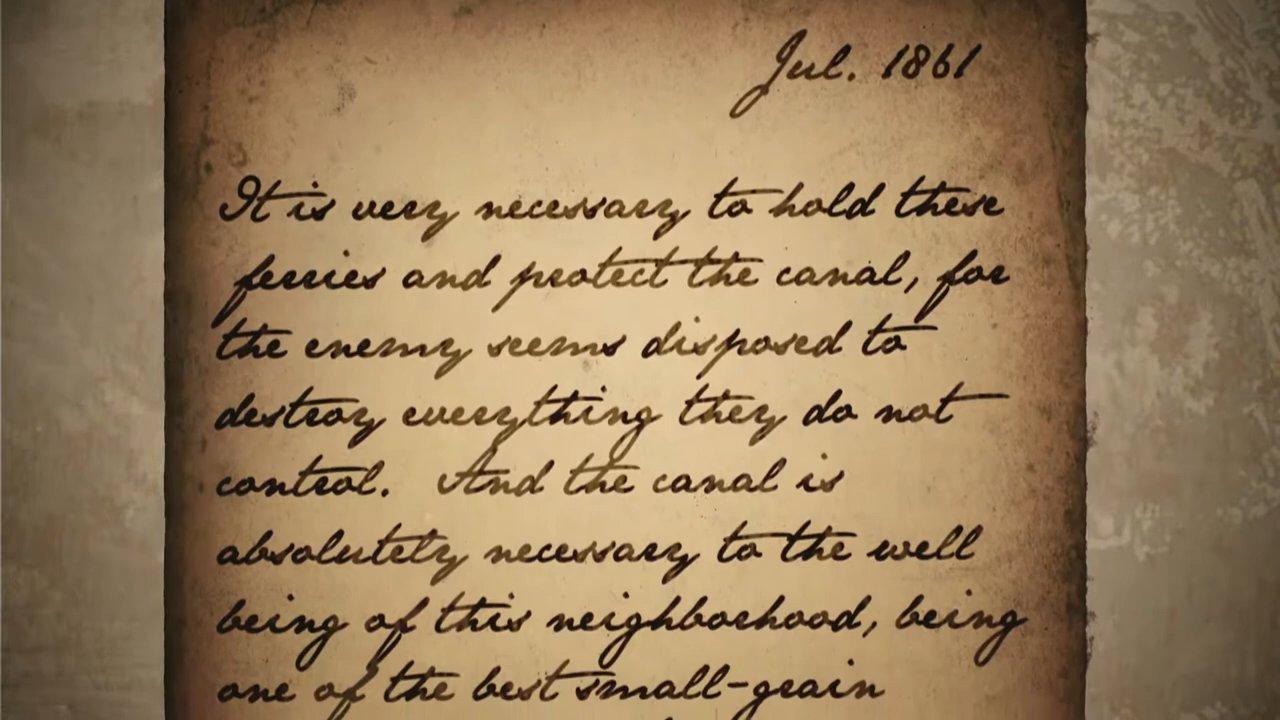 Jul. 1861
It is very necessary to hold these
ferries and protect the canal, for
the enemy seems disposed to
destroy everything they do not
control. And the canal is
absolutely necessary to the well
being of this neighborhood, being
one of the best small-grain